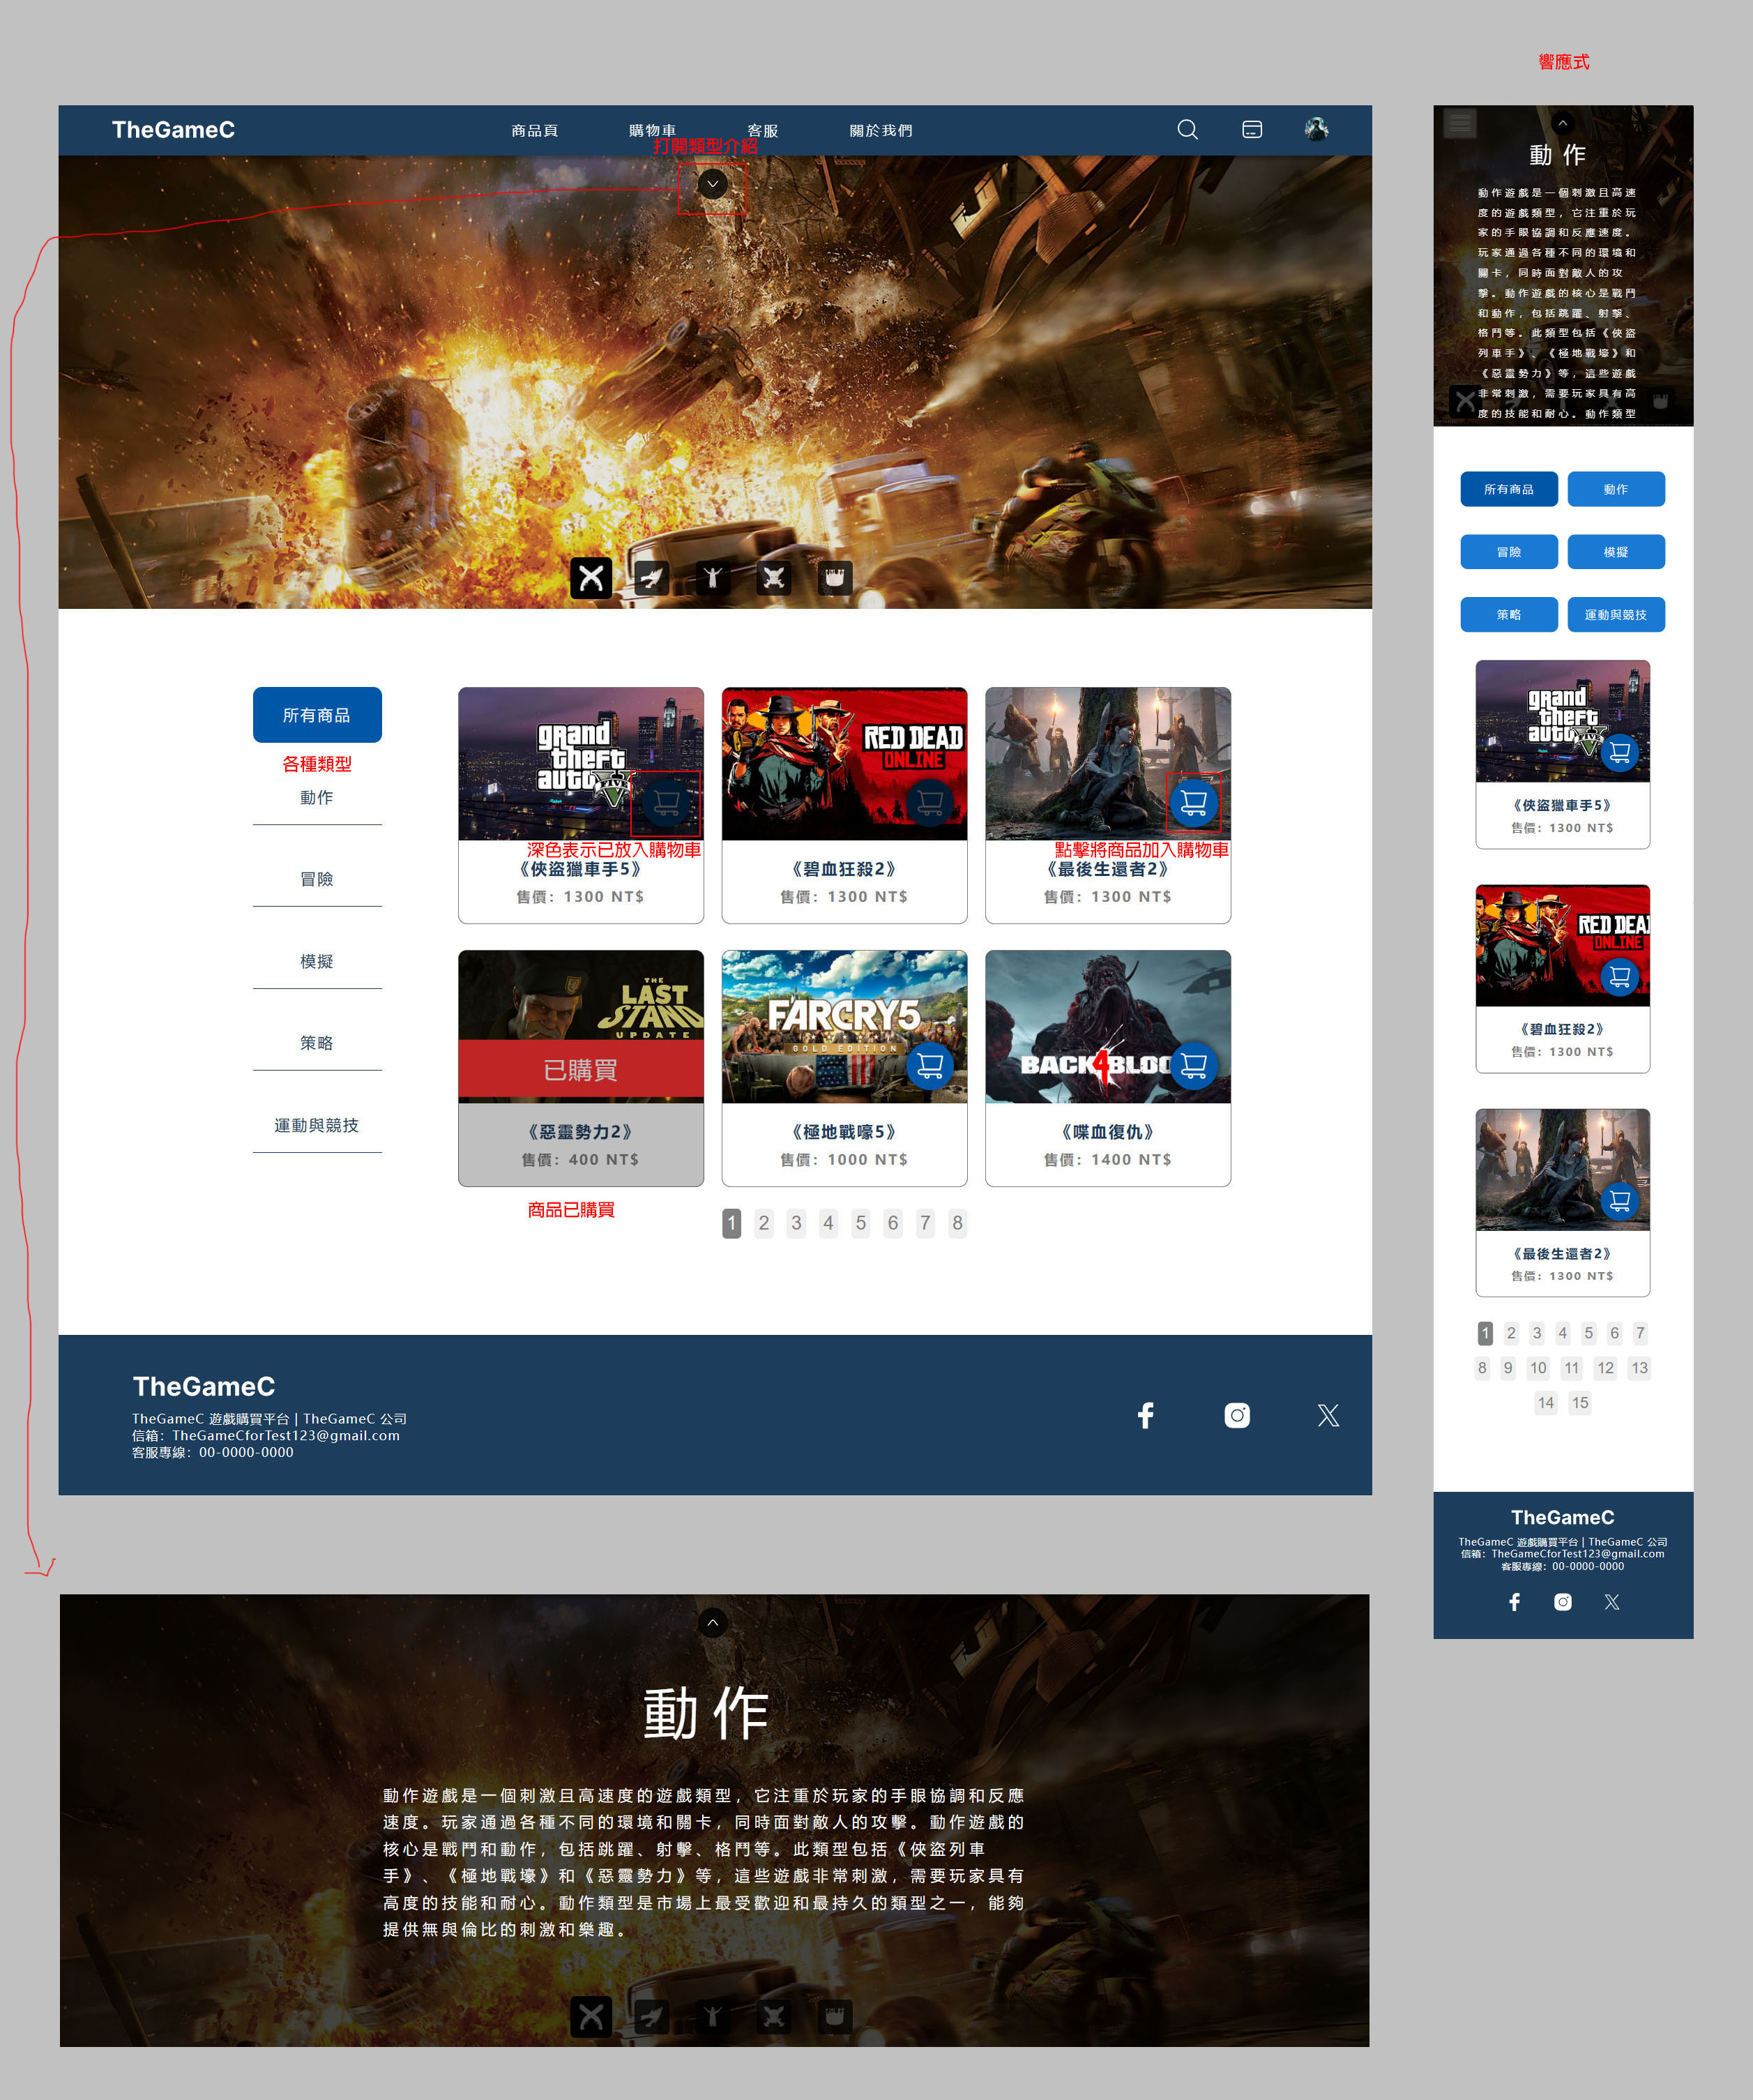 響應式
TheGameC
商品頁
購物車
客服
關於我們
打開類型介紹
所有商品
各種類型
動作
冒險
模擬
策略
運動與競技
grand
theft
auto
V
深色表示已放入購物車
《俠盜獵車手5》
售價：1300 NT$
RED DEAD
ONLINE
《碧血狂殺2》
售價：1300 NT$
點擊將商品加入購物車
《最後生還者2》
售價：1300 NT$
THE
LAST
STAND
UPDATE
已購買
《惡靈勢力2》
售價：400 NT$
商品已購買
FARCRY5
GOLD EDITION
《極地戰嚎5》
售價：1000 NT$
BACK4BLOO
《喋血復仇》
售價：1400 NT$
1 2 3 4 5 6 7 8
TheGameC
TheGameC 遊戲購買平台 | TheGameC 公司
信箱：TheGameCforTest123@gmail.com
客服專線：00-0000-0000
動作
動作遊戲是一個刺激且高速度的遊戲類型，它注重於玩家的手眼協調和反應
速度。玩家通過各種不同的環境和關卡，同時面對敵人的攻擊。動作遊戲的
核心是戰鬥和動作，包括跳躍、射擊、格鬥等。此類型包括《俠盜列車
手》、《極地戰壕》和《惡靈勢力》等，這些遊戲非常刺激，需要玩家具有
高度的技能和耐心。動作類型是市場上最受歡迎和最持久的類型之一，能夠
提供無與倫比的刺激和樂趣。
動作
動作遊戲是一個刺激且高速
度的遊戲類型，它注重於玩
家的手眼協調和反應速度。
玩家通過各種不同的環境和
關卡，同時面對敵人的攻
擊。動作遊戲的核心是戰鬥
和動作，包括跳躍、射擊、
格鬥等。此類型包括《俠盜
列車手》、《極地戰壕》和
《惡靈勢力》等，這些遊戲
非常刺激，需要玩家具有高
度的技能和耐心。動作類型
所有商品 動作
冒險 模擬
策略 運動與競技
grand
theft
auto
V
《俠盜獵車手5》
售價：1300 NT$
RED DEA
ONLINE
《碧血狂殺2》
售價：1300 NT$
《最後生還者2》
售價：1300 NT$
1 2 3 4 5 6 7
8 9 10 11 12 13
14 15
TheGameC
TheGameC 遊戲購買平台 | TheGameC 公司
信箱：TheGameCforTest123@gmail.com
客服專線：00-0000-0000